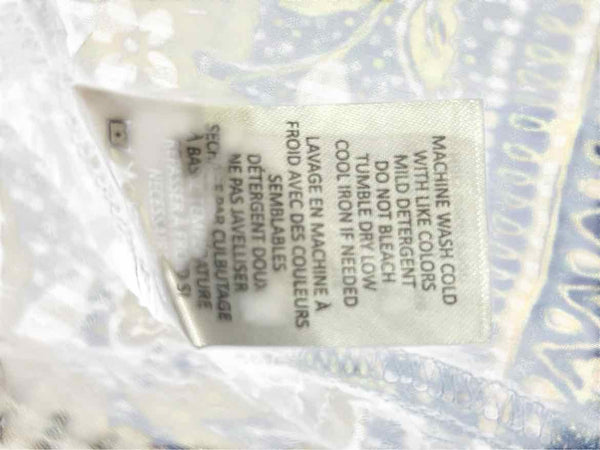 MACHINE WASH COLD
WITH LIKE COLORS
MILD DETERGENT
DO NOT BLEACH
TUMBLE DRY LOW
COOL IRON IF NEEDED
LAVAGE EN MACHINE À
FROID AVEC DES COULEURS
SEMBLABLES
DÉTERGENT DOUX
NE PAS JAVELLISER
PAR CULBUTAGE
À